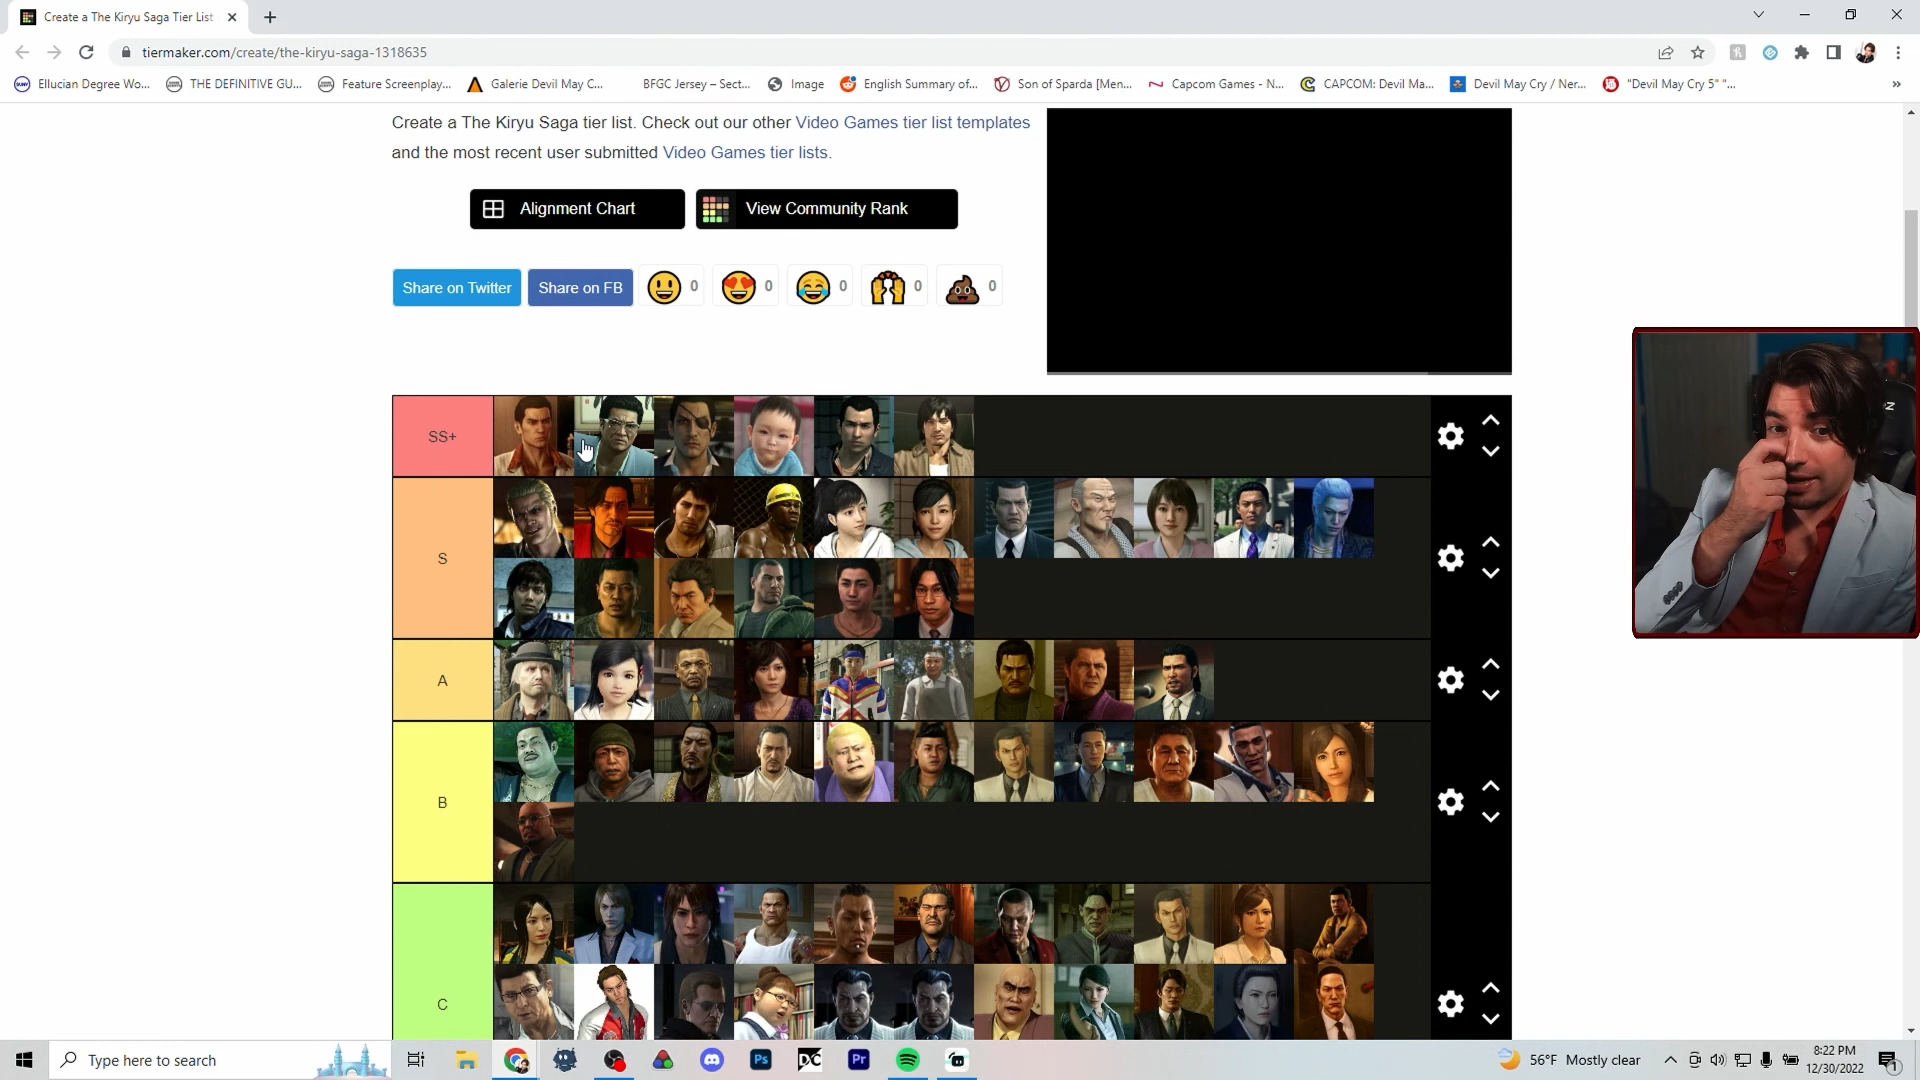 Create a The Kiryu Saga Tier List
tiermaker.com/create/the-kiryu-saga-1318635
Ellucian Degree Wo...
THE DEFINITIVE GU...
Feature Screenplay...
Galerie Devil May C...
BFGC Jersey – Sect...
Image
English Summary of...
Son of Sparda [Men...
Capcom Games - N...
CAPCOM: Devil Ma...
Devil May Cry / Ner...
"Devil May Cry 5" "...
Create a The Kiryu Saga tier list. Check out our other Video Games tier list templates
and the most recent user submitted Video Games tier lists.
Alignment Chart
View Community Rank
Share on Twitter
Share on FB
0
0
0
0
0
SS+
S
A
B
C
Type here to search
Ps
DC
Pr
56°F Mostly clear
8:22 PM
12/30/2022
1